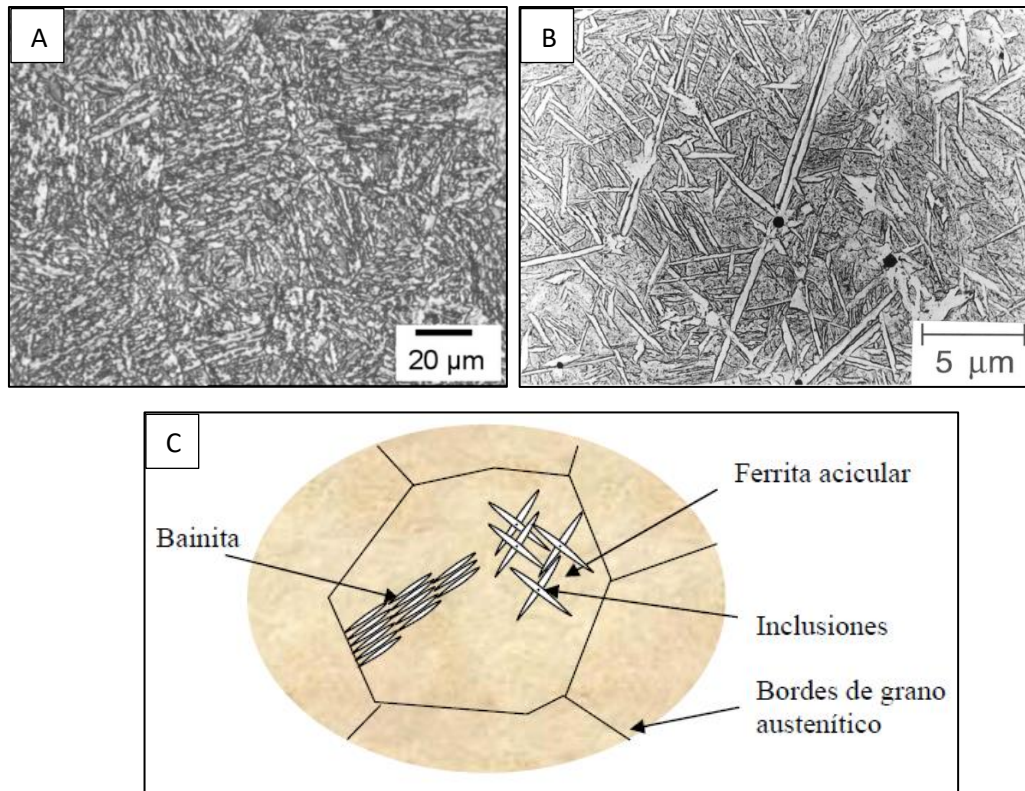 A
20 µm
B
5 µm
C
Bainita
Ferrita acicular
Inclusiones
Bordes de grano
austenítico